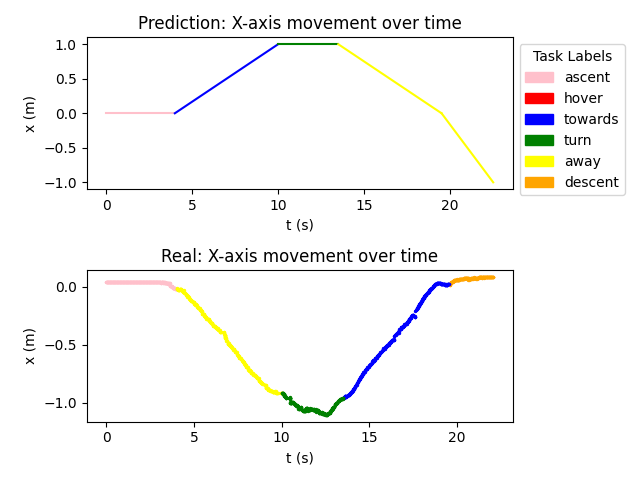 Prediction: X-axis movement over time
1.0
0.5
0.0
−0.5
−1.0
x (m)
0 5 10 15 20
t (s)
Task Labels
ascent
hover
towards
turn
away
descent
Real: X-axis movement over time
0.0
−0.5
−1.0
x (m)
0 5 10 15 20
t (s)